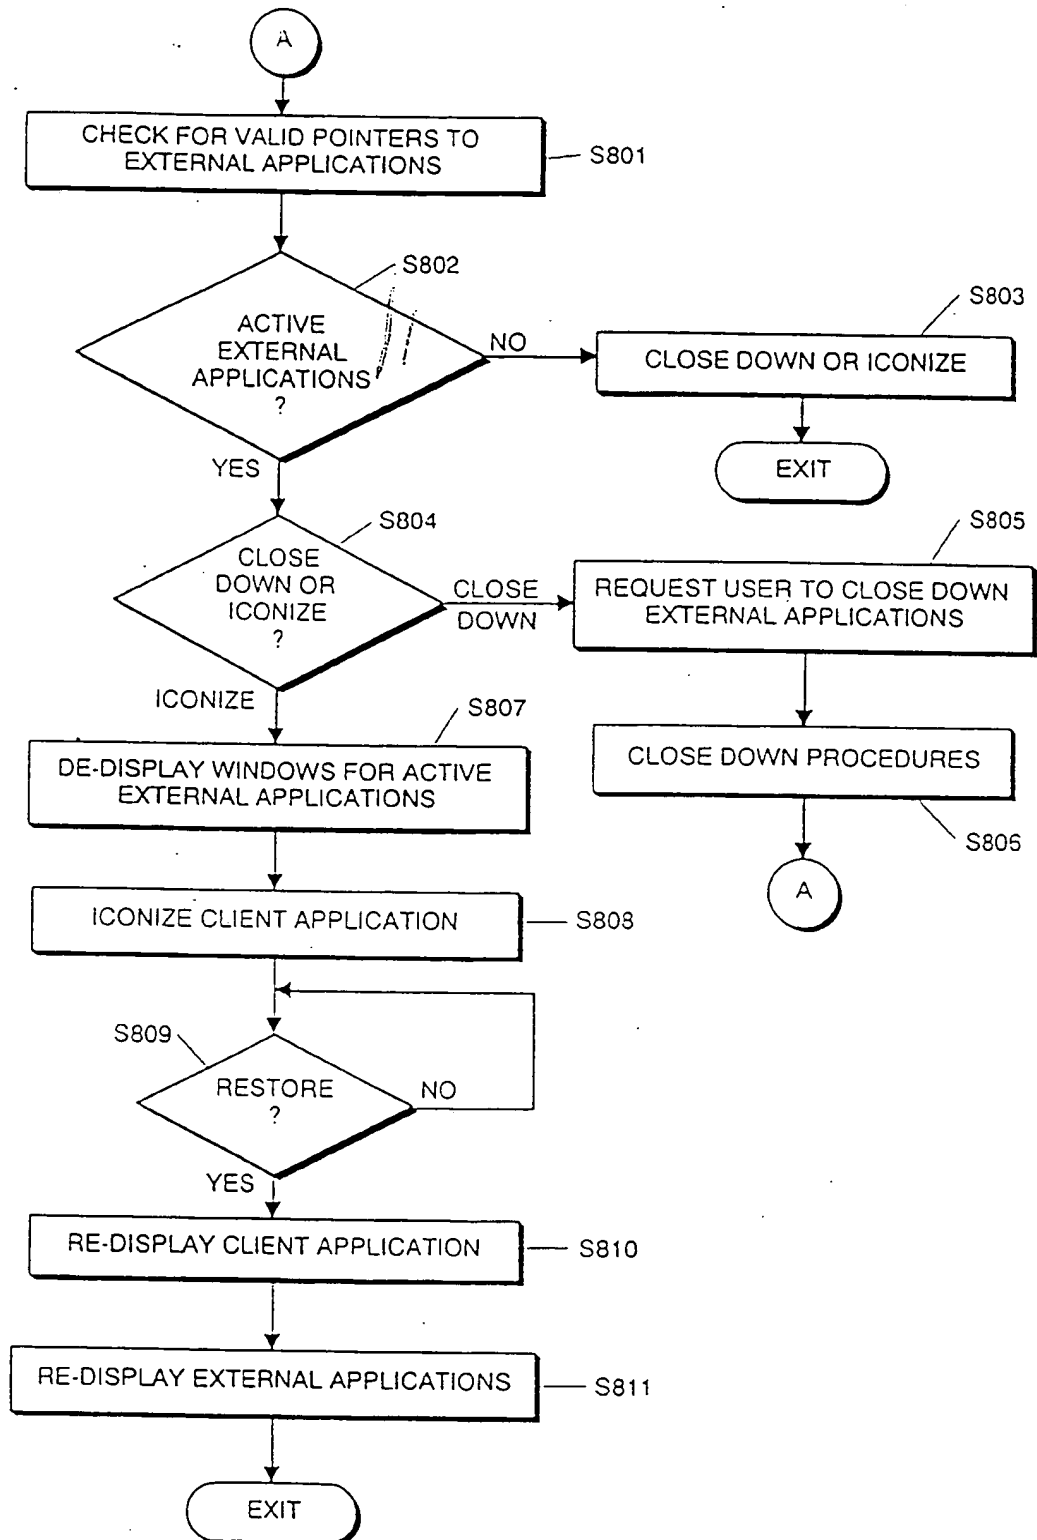 A
CHECK FOR VALID POINTERS TO
EXTERNAL APPLICATIONS
S801
S802
ACTIVE
EXTERNAL
APPLICATIONS
?
NO
S803
CLOSE DOWN OR ICONIZE
EXIT
YES
S804
CLOSE
DOWN OR
ICONIZE
?
CLOSE
DOWN
S805
REQUEST USER TO CLOSE DOWN
EXTERNAL APPLICATIONS
ICONIZE
S807
CLOSE DOWN PROCEDURES
S806
A
DE-DISPLAY WINDOWS FOR ACTIVE
EXTERNAL APPLICATIONS
ICONIZE CLIENT APPLICATION
S808
S809
RESTORE
?
NO
YES
RE-DISPLAY CLIENT APPLICATION
S810
RE-DISPLAY EXTERNAL APPLICATIONS
S811
EXIT